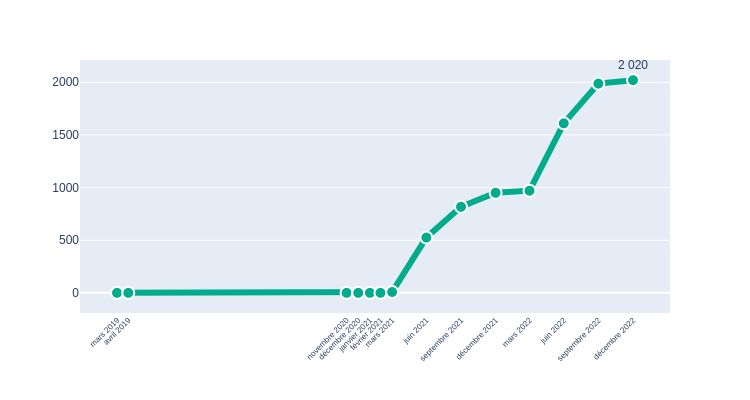 2 020
2000
1500
1000
500
0
mars 2019
avril 2019
novembre 2020
décembre 2020
janvier 2021
février 2021
mars 2021
juin 2021
septembre 2021
décembre 2021
mars 2022
juin 2022
septembre 2022
décembre 2022